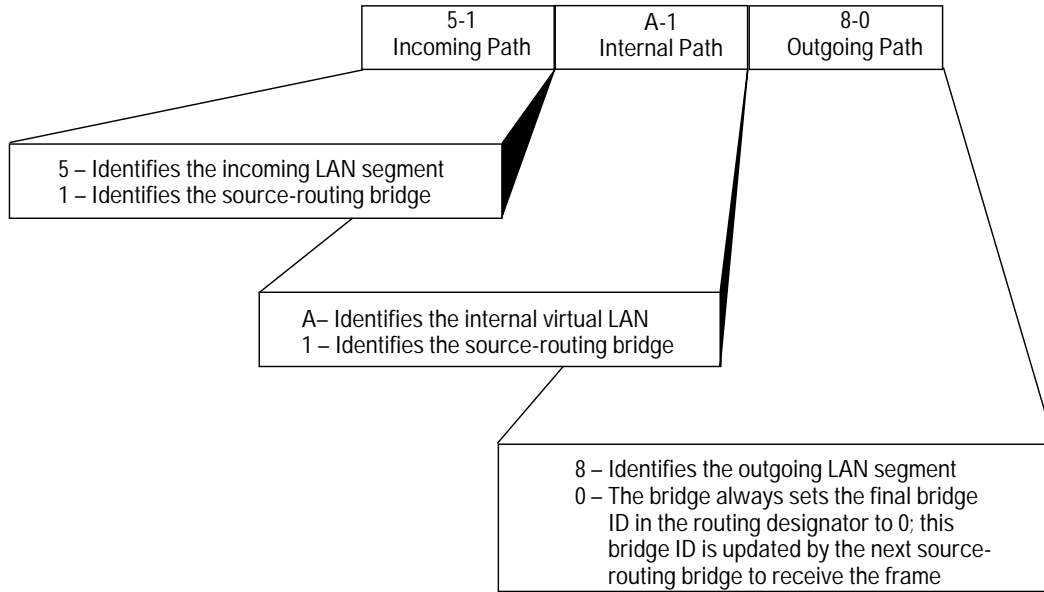 5-1
Incoming Path
A-1
Internal Path
8-0
Outgoing Path
5 – Identifies the incoming LAN segment
1 – Identifies the source-routing bridge
A– Identifies the internal virtual LAN
1 – Identifies the source-routing bridge
8 – Identifies the outgoing LAN segment
0 – The bridge always sets the final bridge
ID in the routing designator to 0; this
bridge ID is updated by the next source-
routing bridge to receive the frame